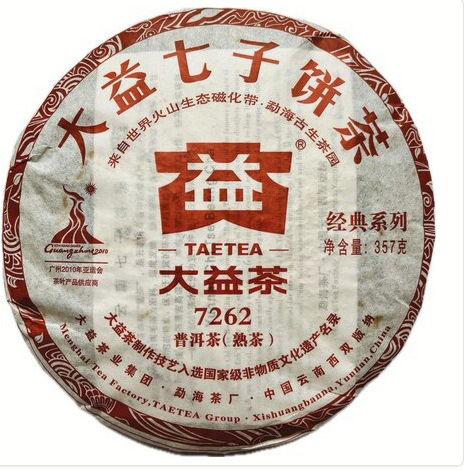 大益七子饼茶
来自世界火山生态磁化带·勐海古生茶园
益
®
TAETEA
大益茶
经典系列
净含量:357克
Guangzhou 2010
广州2010年亚运会
茶叶产品供应商
7262
普洱茶(熟茶)
大益茶制作技艺入选国家级非物质文化遗产名录
大益茶业集团·勐海茶厂·中国云南西双版纳
Menghai Tea Factory, TAETEA Group · Xishuangbanna, Yunnan, China